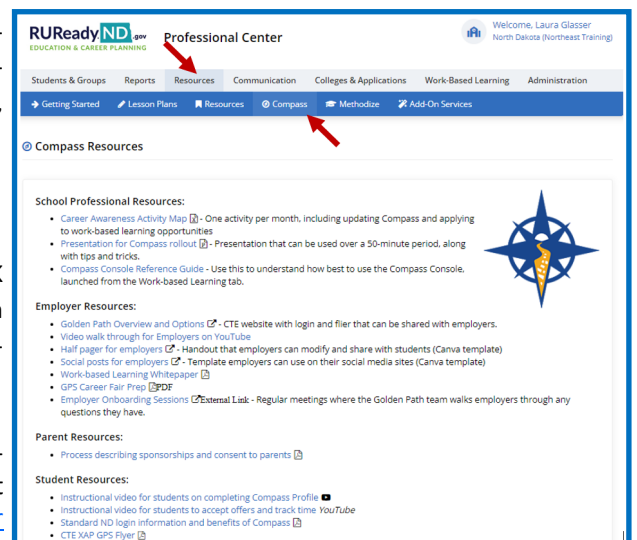 RUReady ND .gov
EDUCATION & CAREER PLANNING
Professional Center
Welcome, Laura Glasser
North Dakota (Northeast Training)
Students & Groups Reports Resources Communication Colleges & Applications Work-Based Learning Administration
Getting Started Lesson Plans Resources Compass Methodize Add-On Services
Compass Resources
School Professional Resources:
• Career Awareness Activity Map - One activity per month, including updating Compass and applying
to work-based learning opportunities
• Presentation for Compass rollout - Presentation that can be used over a 50-minute period, along
with tips and tricks.
• Compass Console Reference Guide - Use this to understand how best to use the Compass Console,
launched from the Work-based Learning tab.
Employer Resources:
• Golden Path Overview and Options - CTE website with login and flier that can be shared with employers.
• Video walk through for Employers on YouTube
• Half pager for employers - Handout that employers can modify and share with students (Canva template)
• Social posts for employers - Template employers can use on their social media sites (Canva template)
• Work-based Learning Whitepaper
• GPS Career Fair Prep PDF
• Employer Onboarding Sessions External Link - Regular meetings where the Golden Path team walks employers through any
questions they have.
Parent Resources:
• Process describing sponsorships and consent to parents
Student Resources:
• Instructional video for students on completing Compass Profile
• Instructional video for students to accept offers and track time YouTube
• Standard ND login information and benefits of Compass
• CTE XAP GPS Flyer